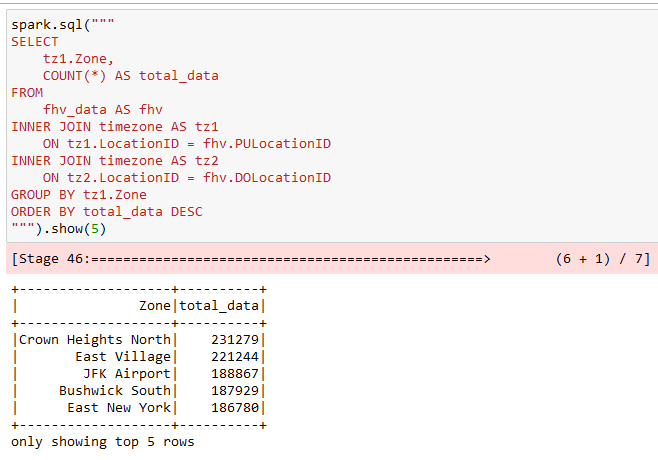 spark.sql("""
SELECT
    tz1.Zone,
    COUNT(*) AS total_data
FROM
    fhv_data AS fhv
INNER JOIN timezone AS tz1
    ON tz1.LocationID = fhv.PULocationID
INNER JOIN timezone AS tz2
    ON tz2.LocationID = fhv.DOLocationID
GROUP BY tz1.Zone
ORDER BY total_data DESC
""").show(5)
[Stage 46:=================================================>        (6 + 1) / 7]
+-------------------+----------+
|               Zone|total_data|
+-------------------+----------+
|Crown Heights North|    231279|
|       East Village|    221244|
|        JFK Airport|    188867|
|     Bushwick South|    187929|
|      East New York|    186780|
+-------------------+----------+
only showing top 5 rows